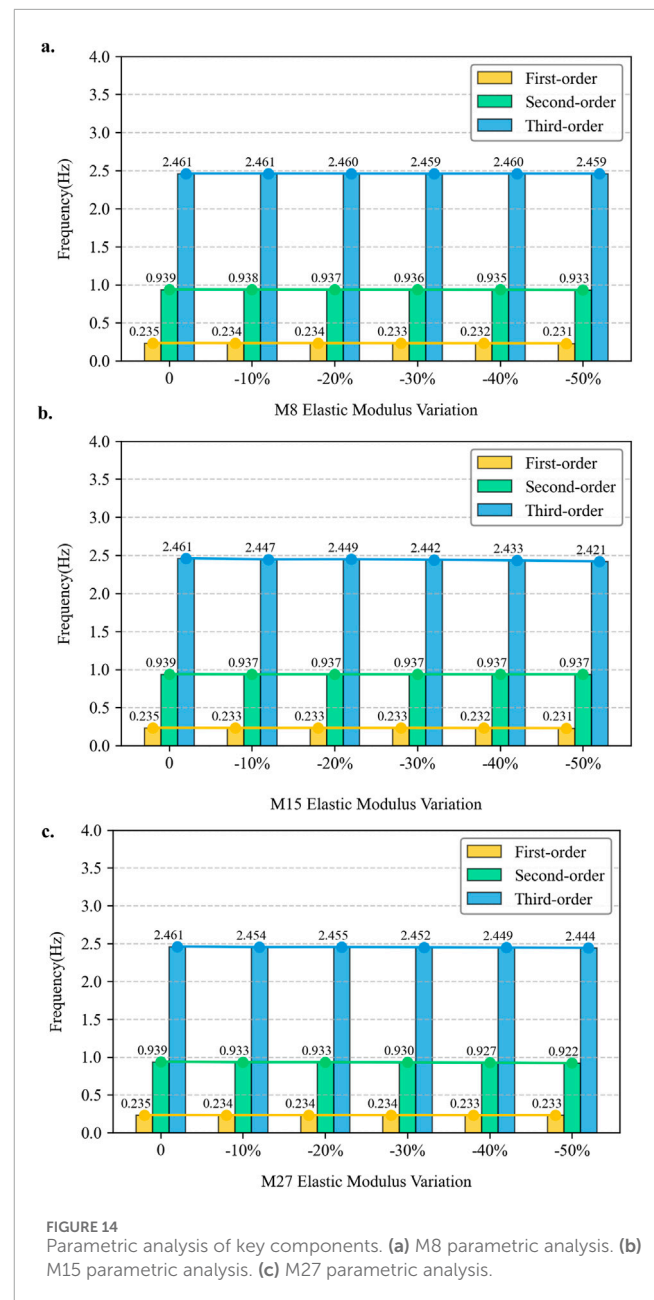 a.
4.0
3.5
3.0
2.5
2.0
1.5
1.0
0.5
0.0
Frequency(Hz)
First-order
Second-order
Third-order
2.461 2.461 2.460 2.459 2.460 2.459
0.939 0.938 0.937 0.936 0.935 0.933
0.235 0.234 0.234 0.233 0.232 0.231
0 -10% -20% -30% -40% -50%
M8 Elastic Modulus Variation
b.
4.0
3.5
3.0
2.5
2.0
1.5
1.0
0.5
0.0
Frequency(Hz)
First-order
Second-order
Third-order
2.461 2.447 2.449 2.442 2.433 2.421
0.939 0.937 0.937 0.937 0.937 0.937
0.235 0.233 0.233 0.233 0.232 0.231
0 -10% -20% -30% -40% -50%
M15 Elastic Modulus Variation
c.
4.0
3.5
3.0
2.5
2.0
1.5
1.0
0.5
0.0
Frequency(Hz)
First-order
Second-order
Third-order
2.461 2.454 2.455 2.452 2.449 2.444
0.939 0.933 0.933 0.930 0.927 0.922
0.235 0.234 0.234 0.234 0.233 0.233
0 -10% -20% -30% -40% -50%
M27 Elastic Modulus Variation
FIGURE 14
Parametric analysis of key components. (a) M8 parametric analysis. (b)
M15 parametric analysis. (c) M27 parametric analysis.